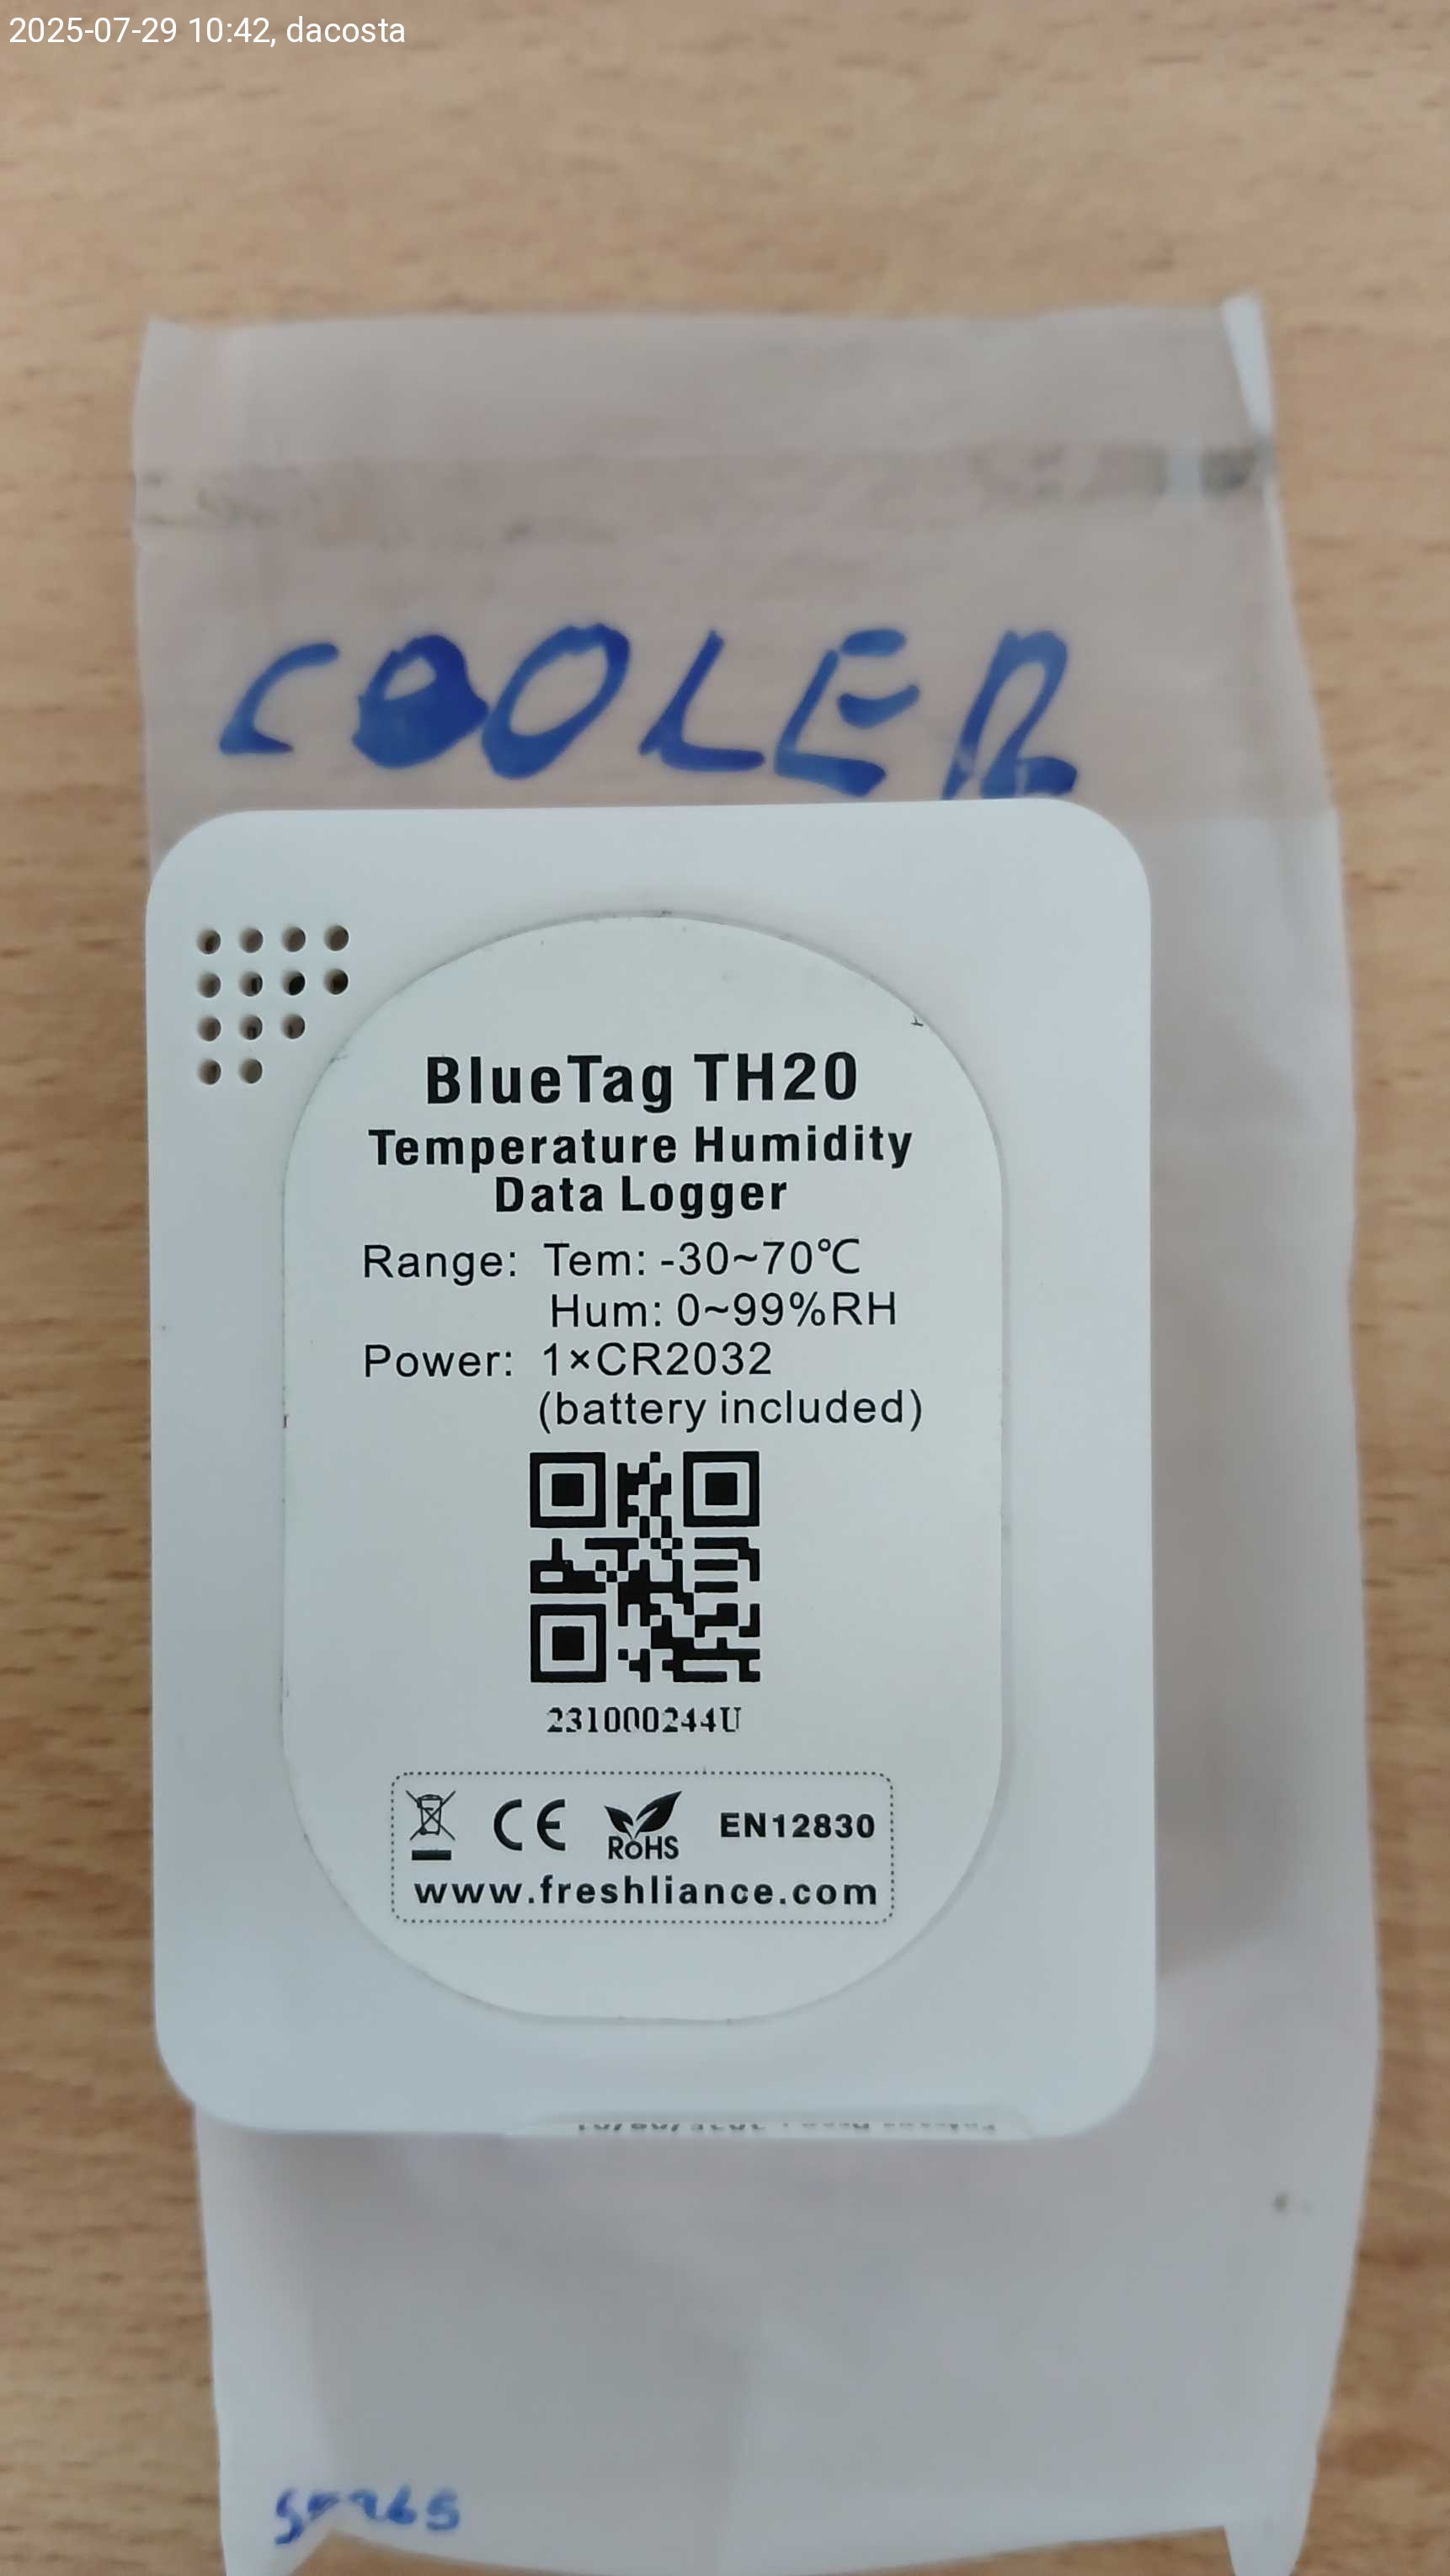 2025-07-29 10:42, dacosta
COOLER
BlueTag TH20
Temperature Humidity
Data Logger
Range: Tem: -30~70℃
Hum: 0~99%RH
Power: 1×CR2032
(battery included)
231000244U
CE RoHS EN12830
www.freshliance.com